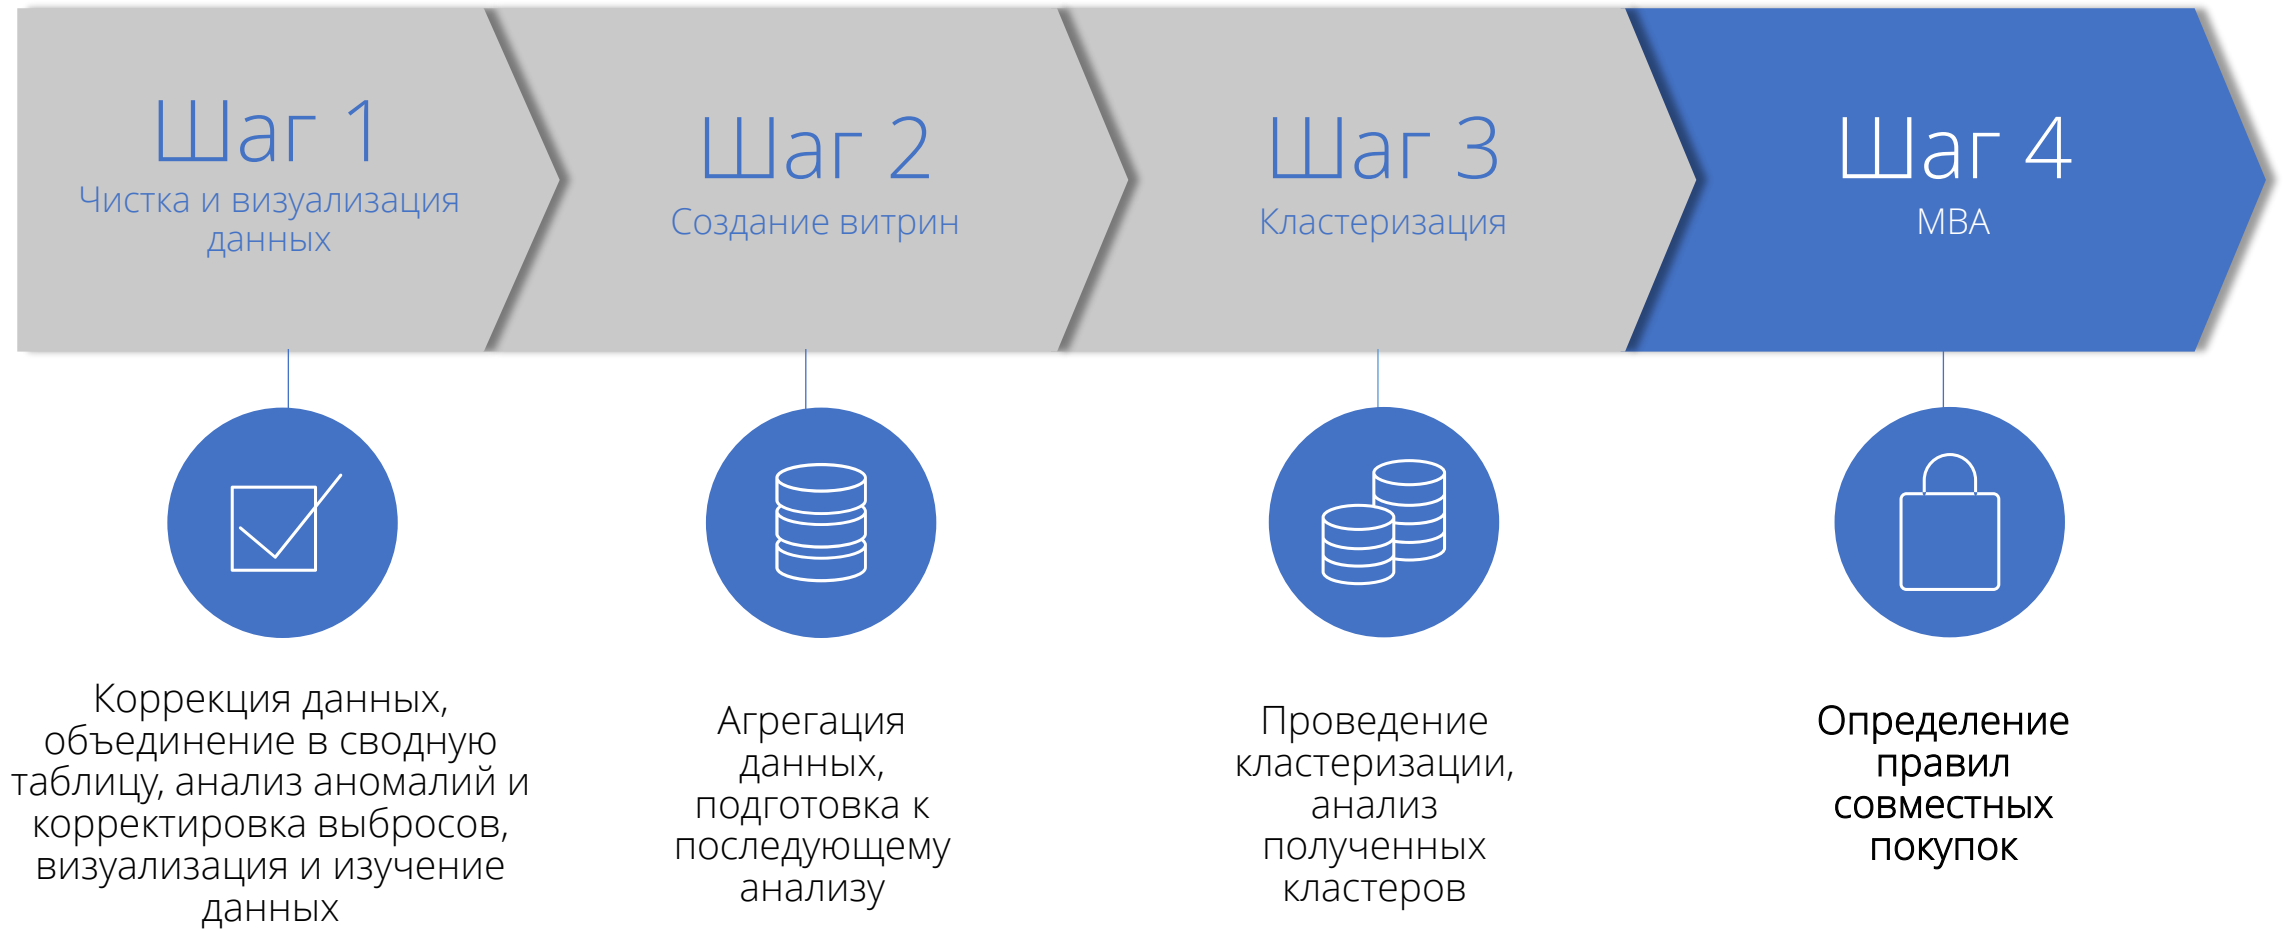 Шаг 1
Чистка и визуализация
данных
Шаг 2
Создание витрин
Шаг 3
Кластеризация
Шаг 4
MBA
Коррекция данных,
объединение в сводную
таблицу, анализ аномалий и
корректировка выбросов,
визуализация и изучение
данных
Агрегация
данных,
подготовка к
последующему
анализу
Проведение
кластеризации,
анализ
полученных
кластеров
Определение
правил
совместных
покупок